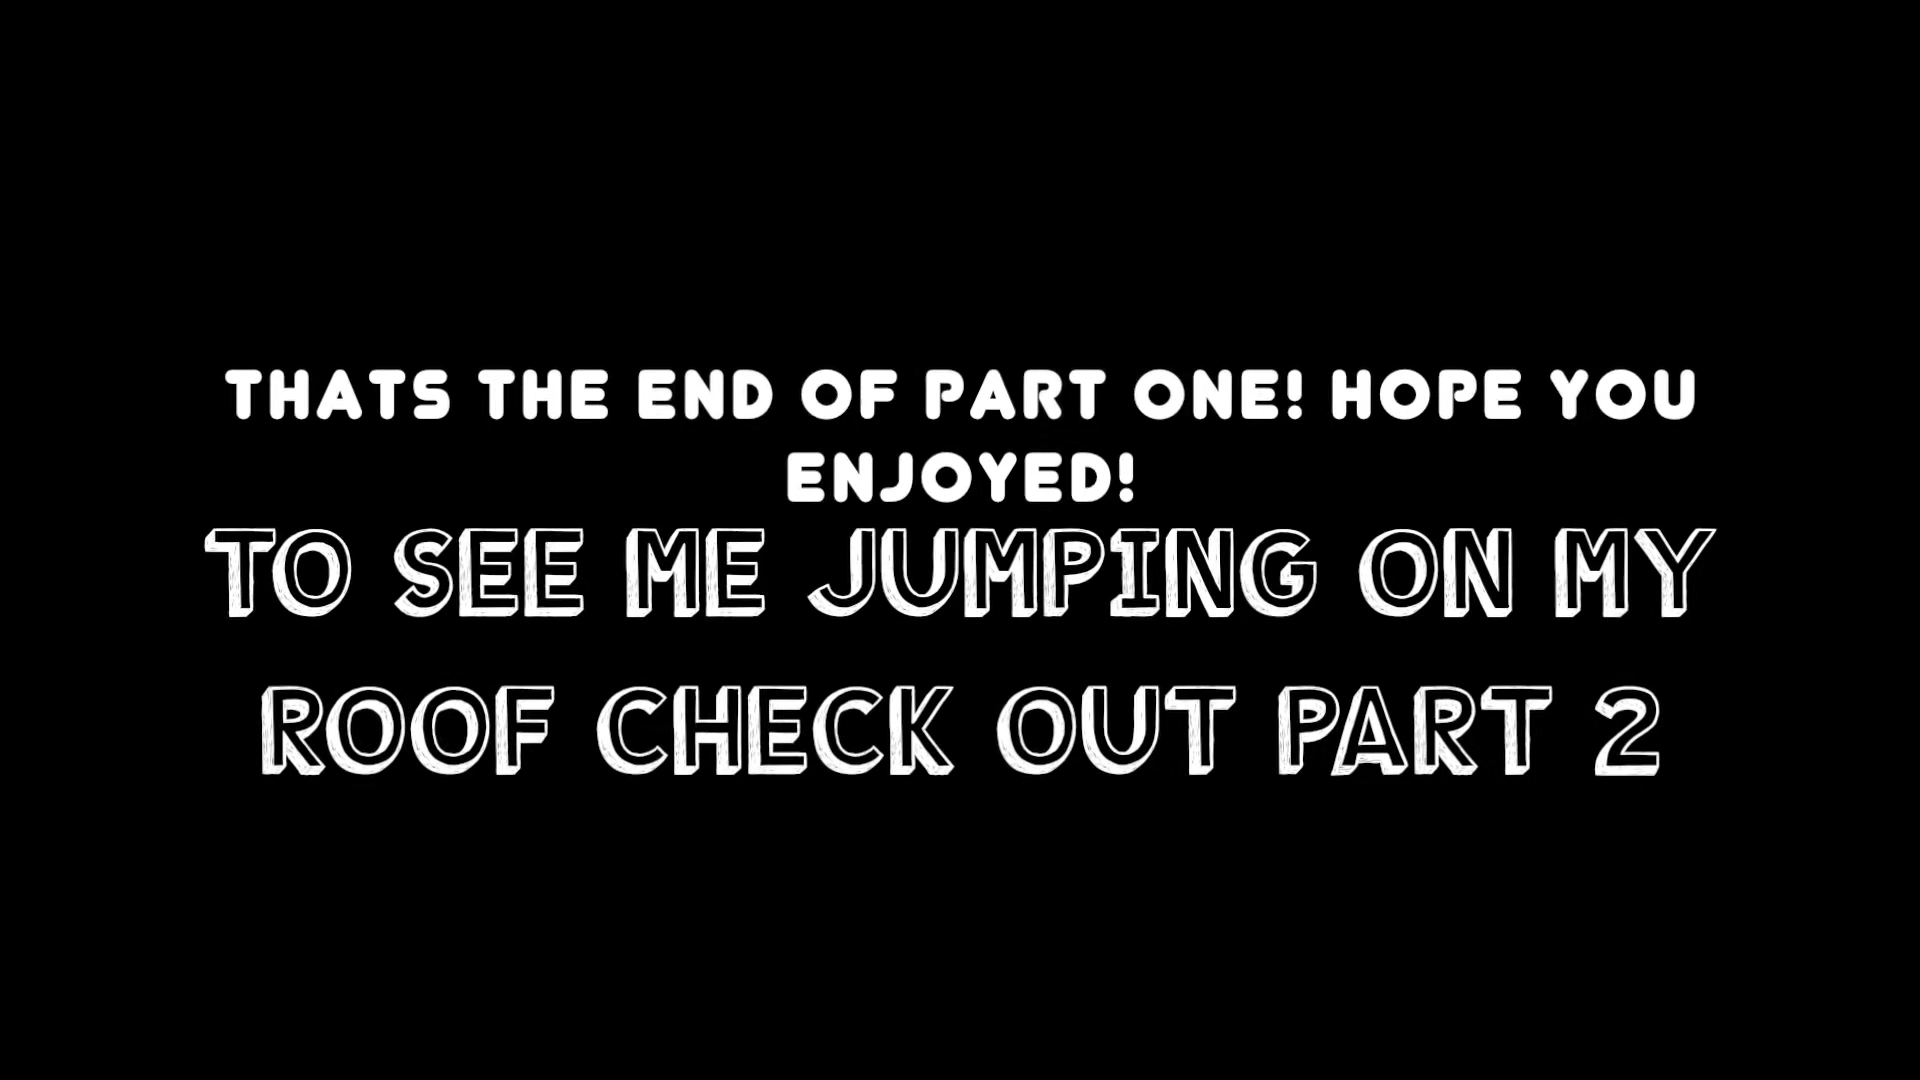 THATS THE END OF PART ONE! HOPE YOU
ENJOYED!
TO SEE ME JUMPING ON MY
ROOF CHECK OUT PART 2